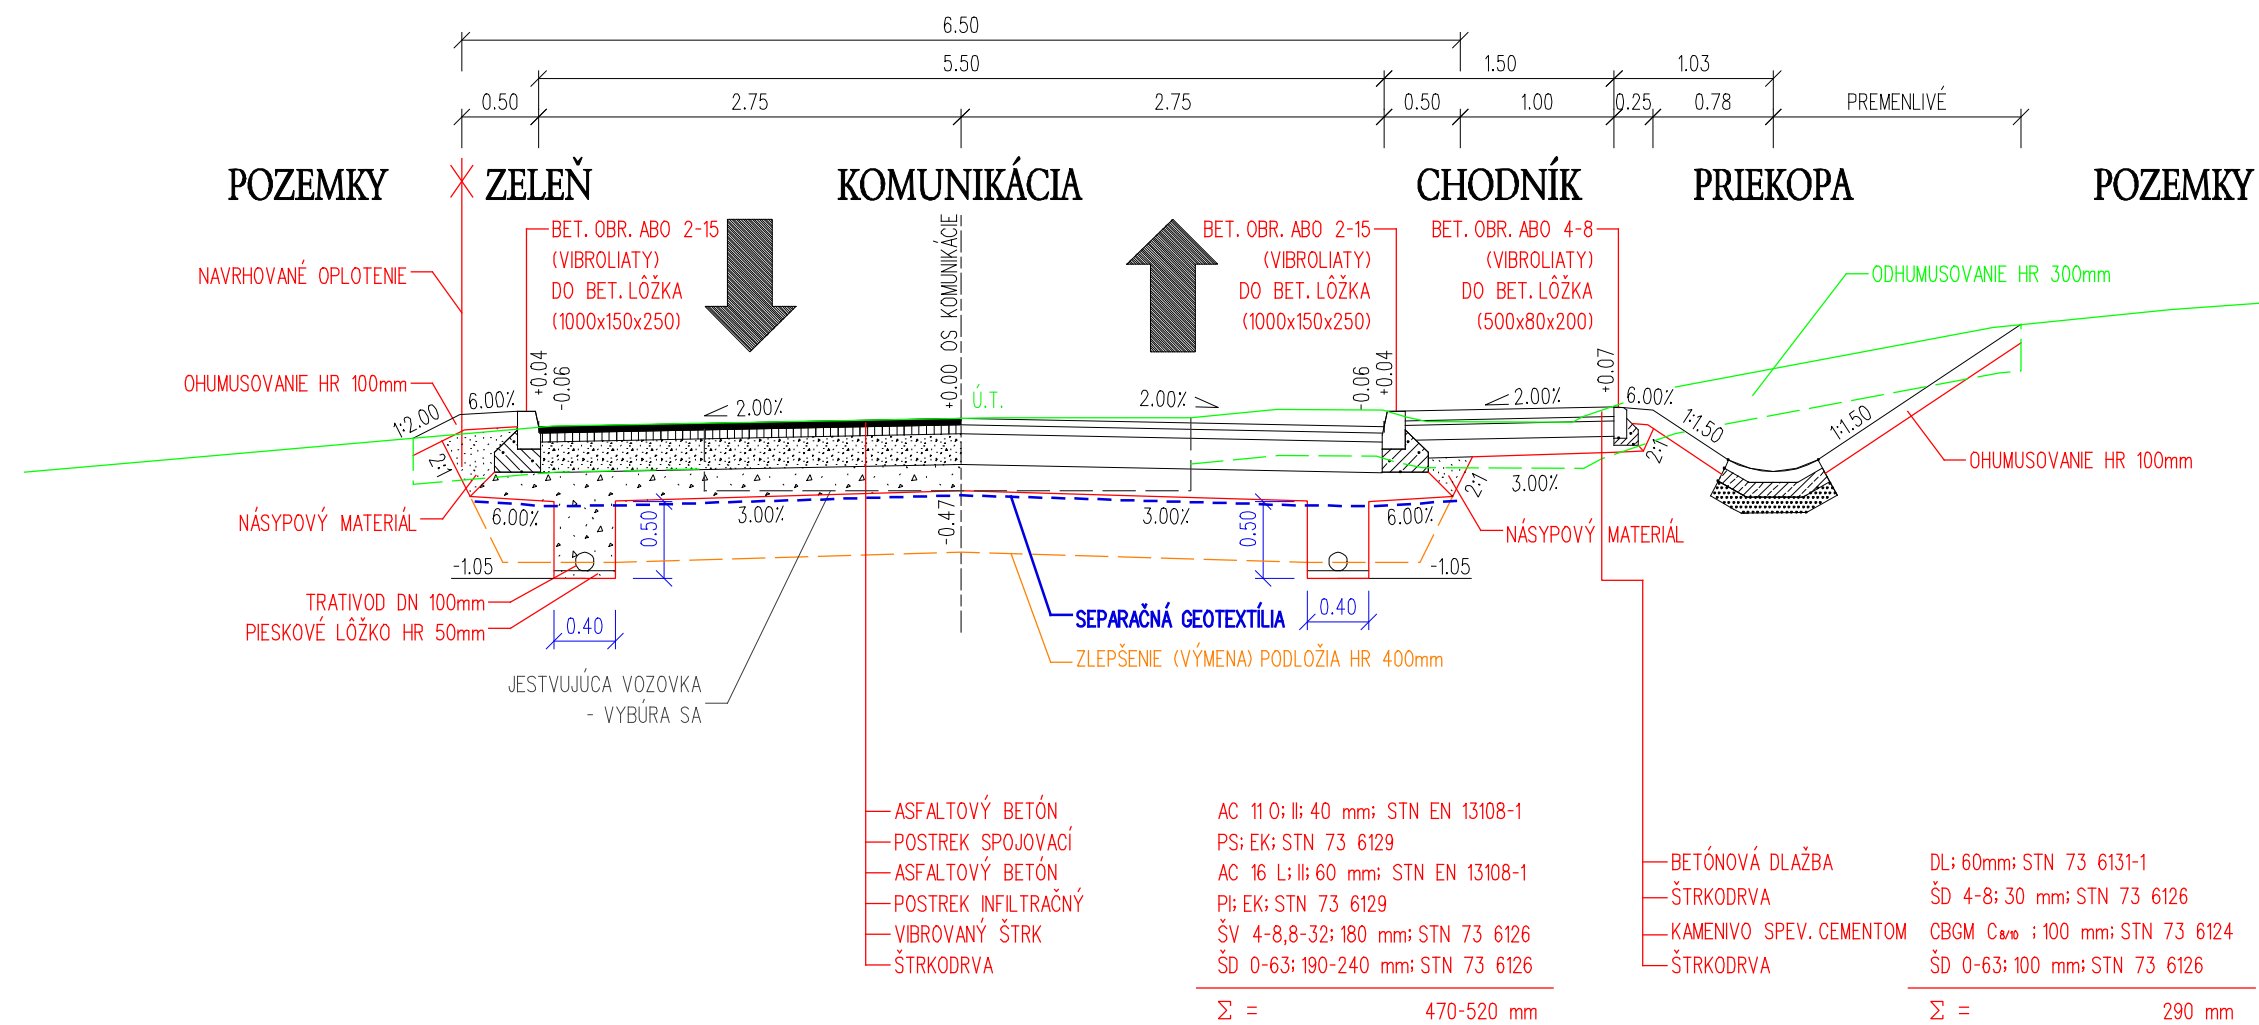 6.50
5.50 1.50 1.03
0.50 2.75 2.75 0.50 1.00 0.25 0.78 PREMENLIVÉ
POZEMKY ZELEŇ KOMUNIKÁCIA CHODNÍK PRIEKOPA POZEMKY
BET. OBR. ABO 2-15
(VIBROLIATY)
DO BET. LÔŽKA
(1000x150x250)
+0.00 OS KOMUNIKÁCIE
BET. OBR. ABO 2-15
(VIBROLIATY)
DO BET. LÔŽKA
(1000x150x250)
BET. OBR. ABO 4-8
(VIBROLIATY)
DO BET. LÔŽKA
(500x80x200)
NAVRHOVANÉ OPLOTENIE
ODHUMUSOVANIE HR 300mm
OHUMUSOVANIE HR 100mm
+0.04
-0.06
-0.06
+0.04
+0.07
1:2.00
6.00%
2.00%
Ú.T.
2.00%
2.00%
6.00%
1:1.50
1:1.50
2:1
2:1
2:1
OHUMUSOVANIE HR 100mm
NÁSYPOVÝ MATERIÁL
6.00%
0.50
3.00%
-0.47
3.00%
0.50
6.00%
3.00%
NÁSYPOVÝ MATERIÁL
-1.05
-1.05
TRATIVOD DN 100mm
PIESKOVÉ LÔŽKO HR 50mm
0.40
0.40
SEPARAČNÁ GEOTEXTÍLIA
ZLEPŠENIE (VÝMENA) PODLOŽIA HR 400mm
JESTVUJÚCA VOZOVKA
- VYBÚRA SA
ASFALTOVÝ BETÓN AC 11 O; II; 40 mm; STN EN 13108-1
POSTREK SPOJOVACÍ PS; EK; STN 73 6129
ASFALTOVÝ BETÓN AC 16 L; II; 60 mm; STN EN 13108-1
POSTREK INFILTRAČNÝ PI; EK; STN 73 6129
VIBROVANÝ ŠTRK ŠV 4-8,8-32; 180 mm; STN 73 6126
ŠTRKODRVA ŠD 0-63; 190-240 mm; STN 73 6126
Σ = 470-520 mm
BETÓNOVÁ DLAŽBA DL; 60mm; STN 73 6131-1
ŠTRKODRVA ŠD 4-8; 30 mm; STN 73 6126
KAMENIVO SPEV. CEMENTOM CBGM C8/10 ; 100 mm; STN 73 6124
ŠTRKODRVA ŠD 0-63; 100 mm; STN 73 6126
Σ = 290 mm